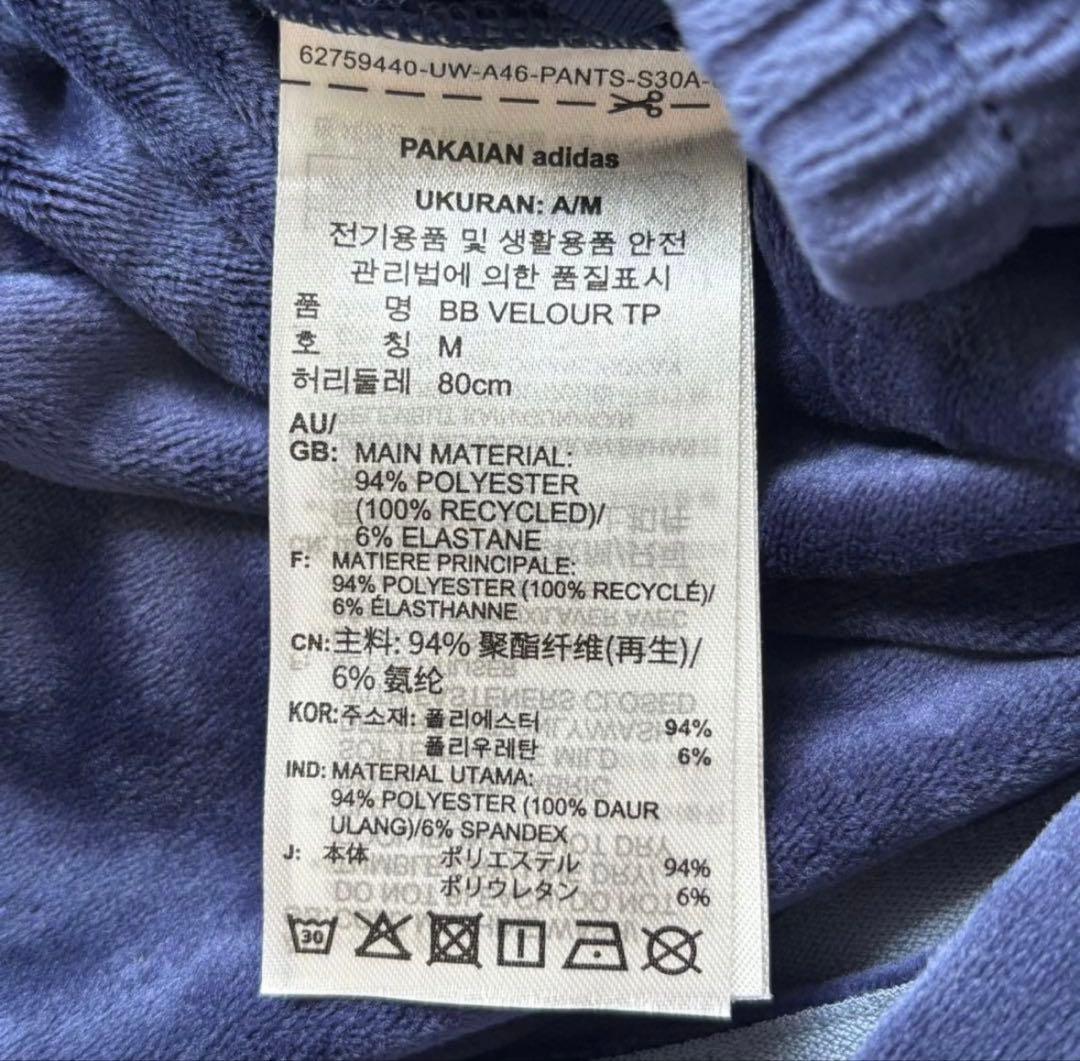 62759440-UW-A46-PANTS-S30A-
PAKAIAN adidas
UKURAN: A/M
전기용품 및 생활용품 안전
관리법에 의한 품질표시
품 명 BB VELOUR TP
호 칭 M
허리둘레 80cm
AU/
GB: MAIN MATERIAL:
94% POLYESTER
(100% RECYCLED)/
6% ELASTANE
F: MATIERE PRINCIPALE:
94% POLYESTER (100% RECYCLÉ)/
6% ÉLASTHANNE
CN: 主料: 94% 聚酯纤维(再生)/
6% 氨纶
KOR: 주소재: 폴리에스터 94%
폴리우레탄 6%
IND: MATERIAL UTAMA:
94% POLYESTER (100% DAUR
ULANG)/6% SPANDEX
J: 本体 ポリエステル 94%
ポリウレタン 6%
30